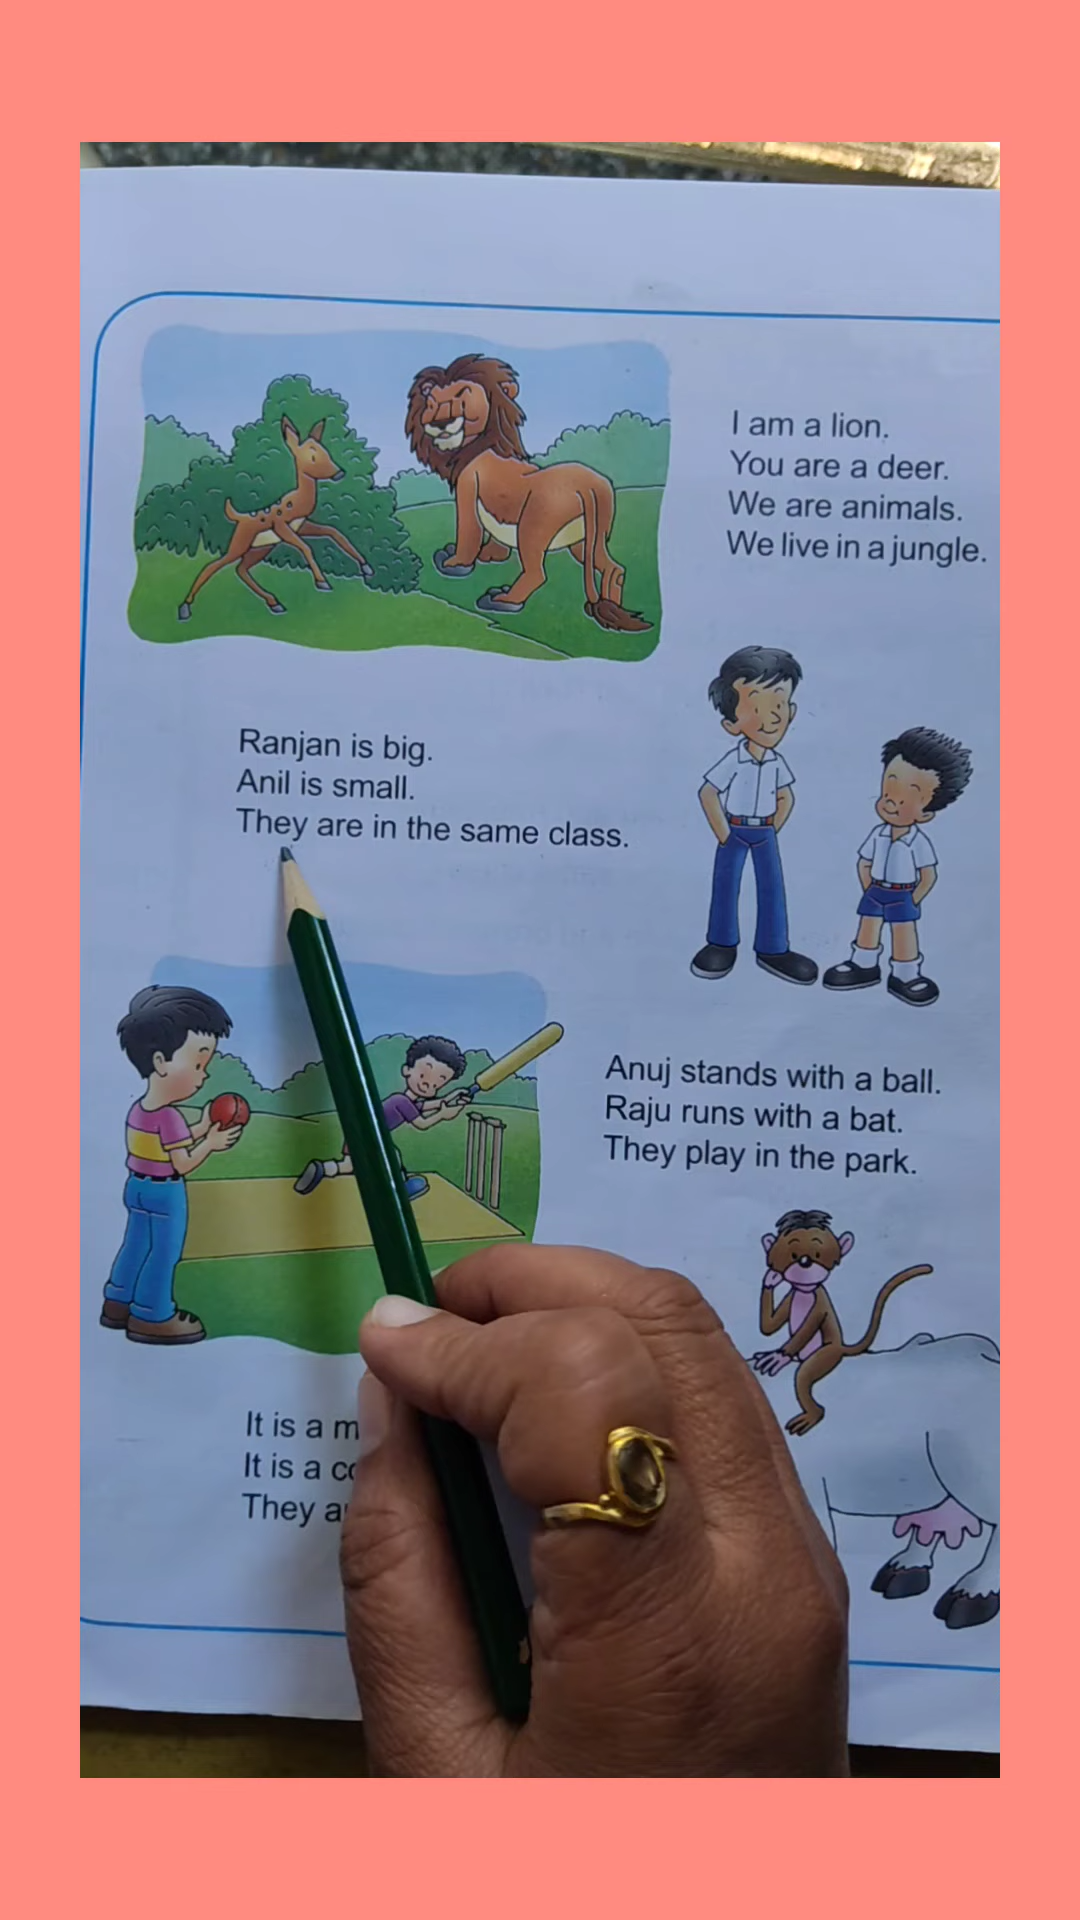 I am a lion.
You are a deer.
We are animals.
We live in a jungle.
Ranjan is big.
Anil is small.
They are in the same class.
Anuj stands with a ball.
Raju runs with a bat.
They play in the park.
It is a
It is a
They